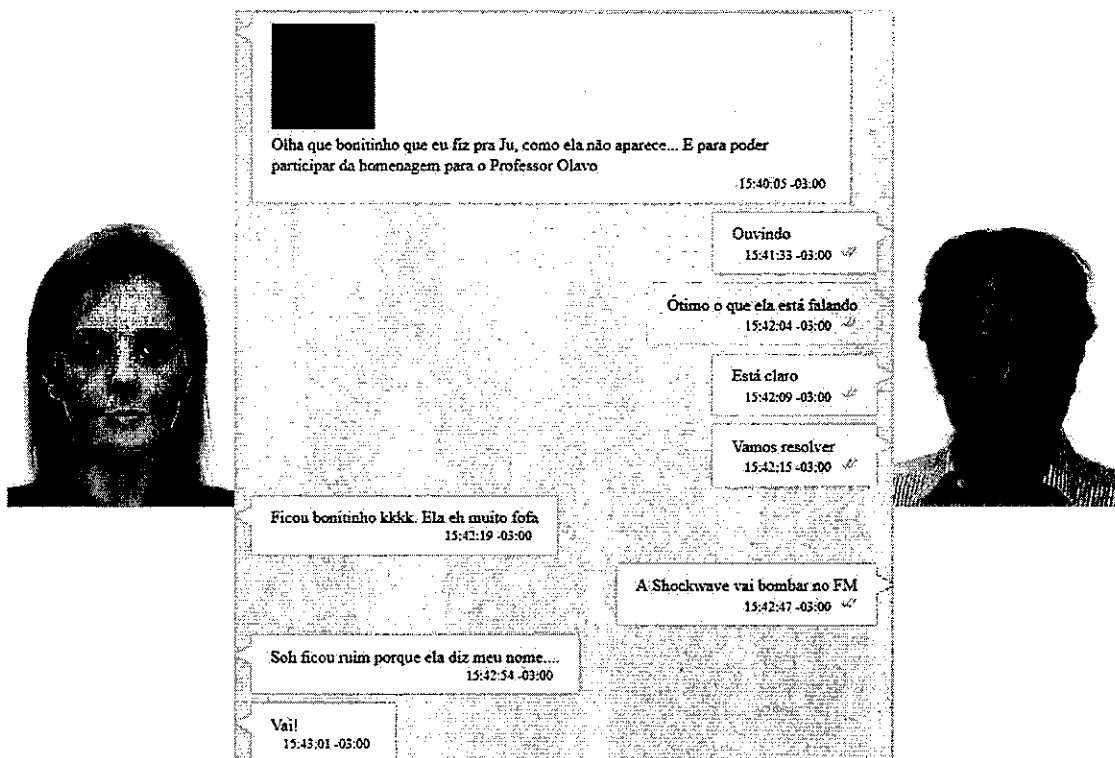 Olha que bonitinho que eu fiz pra Ju, como ela não aparece... E para poder
participar da homenagem para o Professor Olavo
15:40:05 -03:00
Ouvindo
15:41:33 -03:00
Ótimo o que ela está falando
15:42:04 -03:00
Está claro
15:42:09 -03:00
Vamos resolver
15:42:15 -03:00
Ficou bonitinho kkkk. Ela eh muito fofa
15:42:19 -03:00
A Shockwave vai bombar no FM
15:42:47 -03:00
Soh ficou ruim porque ela diz meu nome....
15:42:54 -03:00
Vai!
15:43:01 -03:00